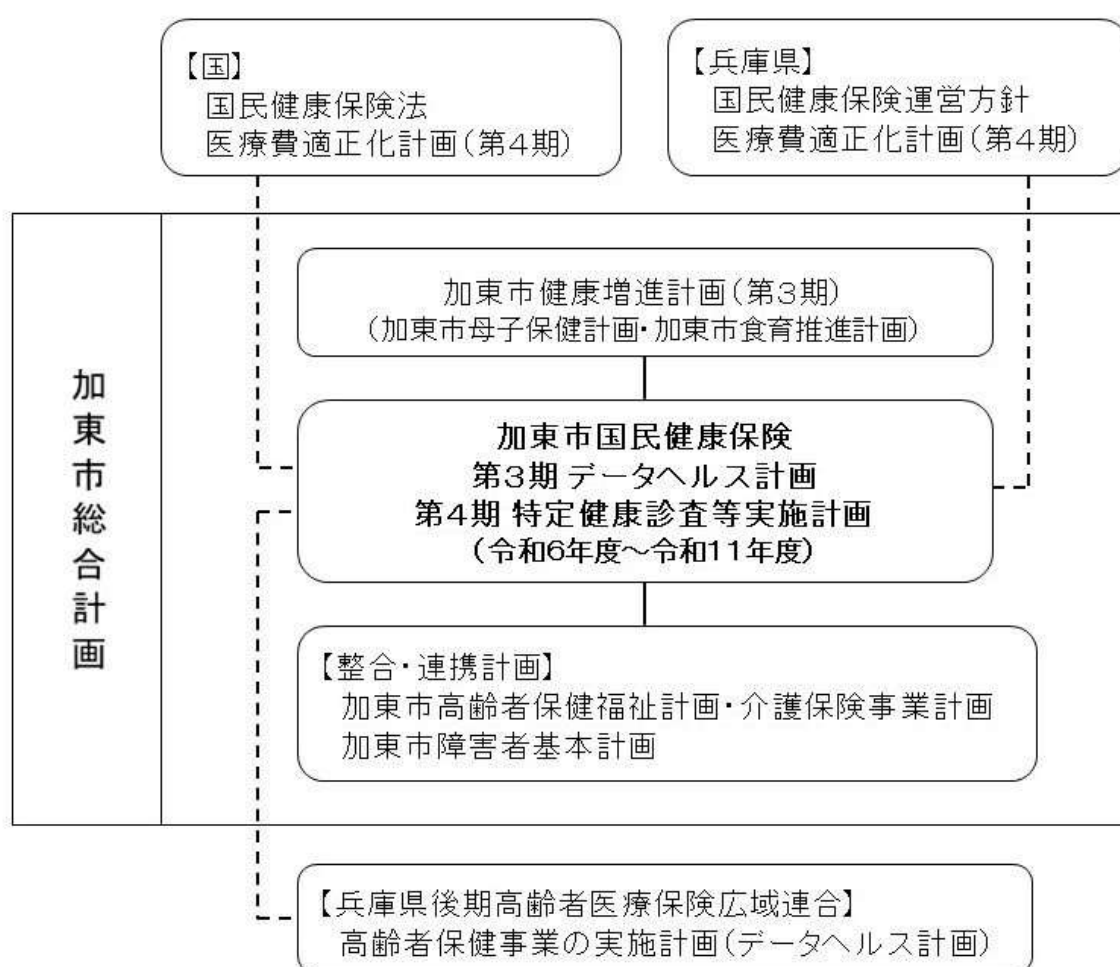 【国】
国民健康保険法
医療費適正化計画(第4期)
【兵庫県】
国民健康保険運営方針
医療費適正化計画(第4期)
加東市総合計画
加東市健康増進計画(第3期)
(加東市母子保健計画・加東市食育推進計画)
加東市国民健康保険
第3期 データヘルス計画
第4期 特定健康診査等実施計画
(令和6年度～令和11年度)
【整合・連携計画】
加東市高齢者保健福祉計画・介護保険事業計画
加東市障害者基本計画
【兵庫県後期高齢者医療保険広域連合】
高齢者保健事業の実施計画(データヘルス計画)